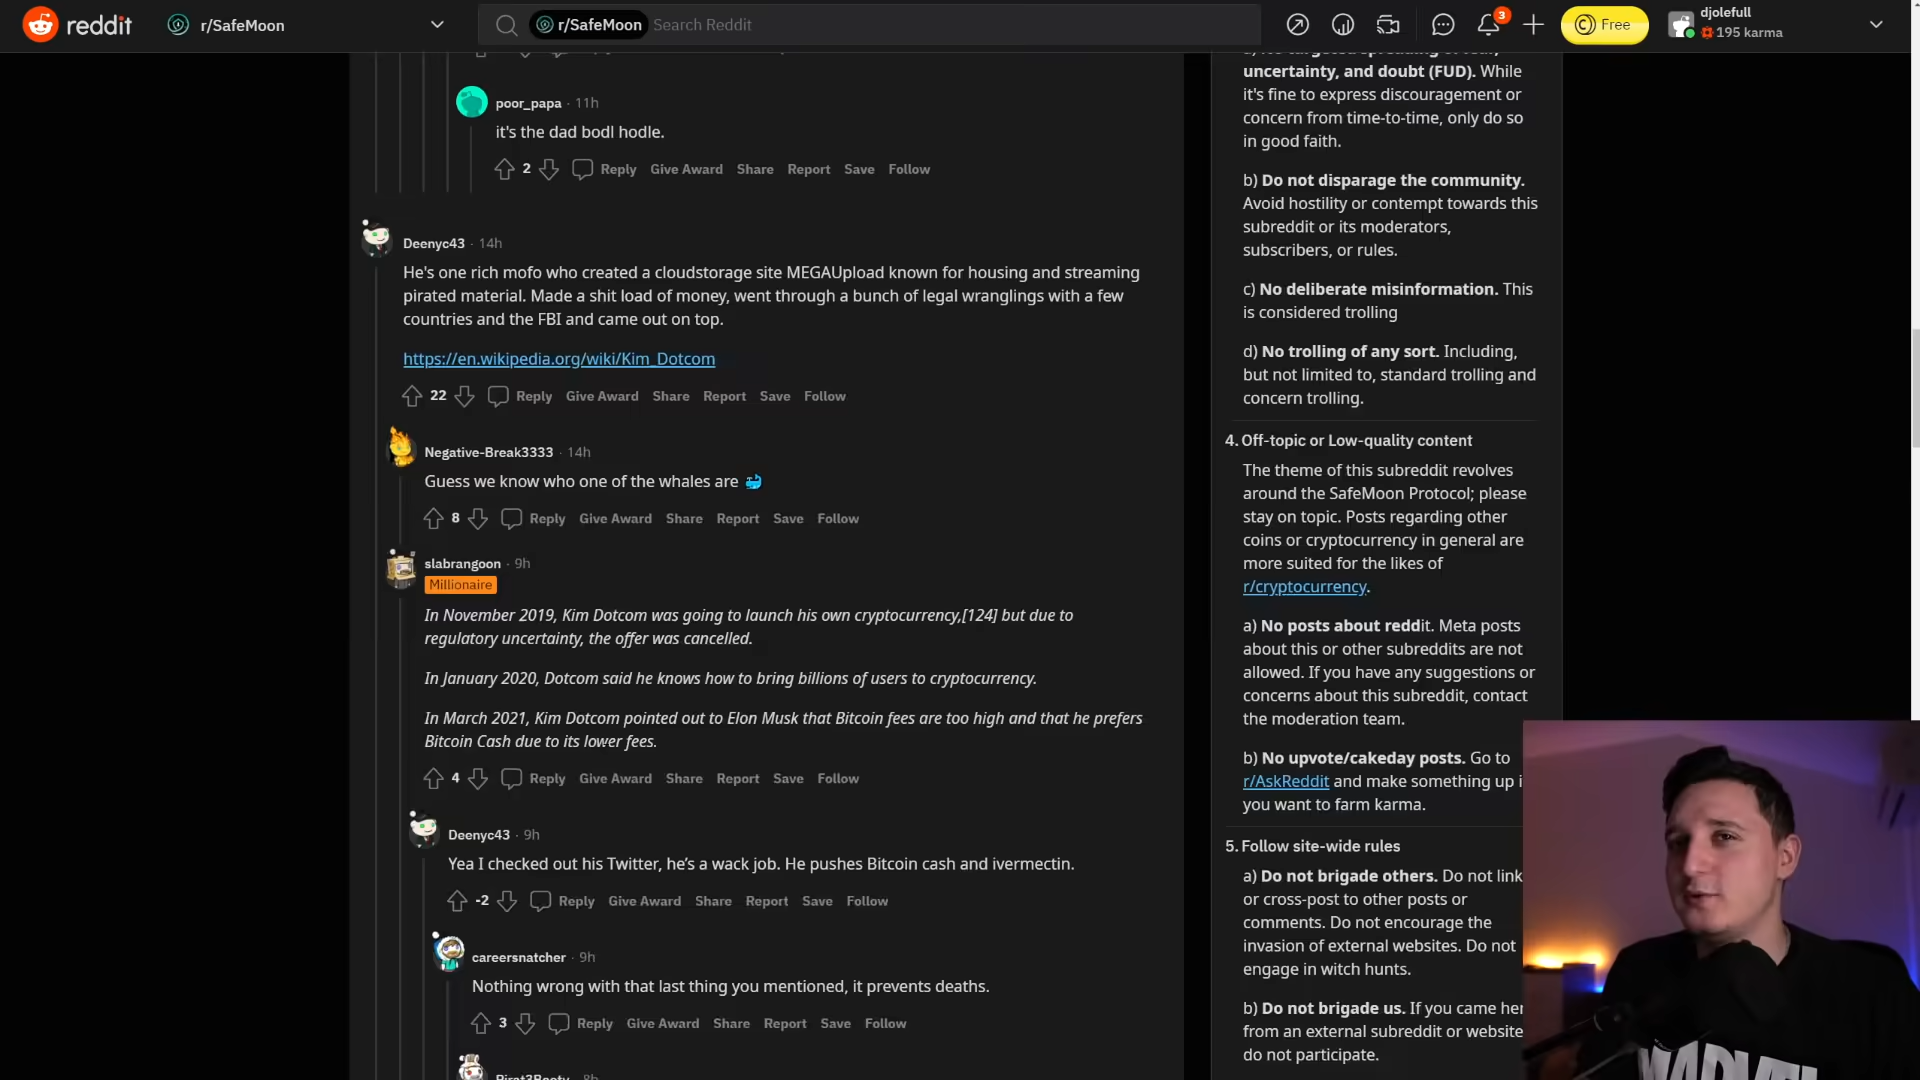 reddit r/SafeMoon r/SafeMoon Search Reddit 3 Free djolefull
195 karma
poor_papa · 11h
it's the dad bodl hodle.
2 Reply Give Award Share Report Save Follow
Deenyc43 · 14h
He's one rich mofo who created a cloudstorage site MEGAUpload known for housing and streaming
pirated material. Made a shit load of money, went through a bunch of legal wranglings with a few
countries and the FBI and came out on top.
https://en.wikipedia.org/wiki/Kim_Dotcom
22 Reply Give Award Share Report Save Follow
Negative-Break3333 · 14h
Guess we know who one of the whales are 🐳
8 Reply Give Award Share Report Save Follow
slabrangoon · 9h
Millionaire
In November 2019, Kim Dotcom was going to launch his own cryptocurrency,[124] but due to
regulatory uncertainty, the offer was cancelled.
In January 2020, Dotcom said he knows how to bring billions of users to cryptocurrency.
In March 2021, Kim Dotcom pointed out to Elon Musk that Bitcoin fees are too high and that he prefers
Bitcoin Cash due to its lower fees.
4 Reply Give Award Share Report Save Follow
Deenyc43 · 9h
Yea I checked out his Twitter, he's a wack job. He pushes Bitcoin cash and ivermectin.
-2 Reply Give Award Share Report Save Follow
careersnatcher · 9h
Nothing wrong with that last thing you mentioned, it prevents deaths.
3 Reply Give Award Share Report Save Follow
uncertainty, and doubt (FUD). While
it's fine to express discouragement or
concern from time-to-time, only do so
in good faith.
b) Do not disparage the community.
Avoid hostility or contempt towards this
subreddit or its moderators,
subscribers, or rules.
c) No deliberate misinformation. This
is considered trolling
d) No trolling of any sort. Including,
but not limited to, standard trolling and
concern trolling.
4. Off-topic or Low-quality content
The theme of this subreddit revolves
around the SafeMoon Protocol; please
stay on topic. Posts regarding other
coins or cryptocurrency in general are
more suited for the likes of
r/cryptocurrency.
a) No posts about reddit. Meta posts
about this or other subreddits are not
allowed. If you have any suggestions or
concerns about this subreddit, contact
the moderation team.
b) No upvote/cakeday posts. Go to
r/AskReddit and make something up
you want to farm karma.
5. Follow site-wide rules
a) Do not brigade others. Do not link
or cross-post to other posts or
comments. Do not encourage the
invasion of external websites. Do not
engage in witch hunts.
b) Do not brigade us. If you came
from an external subreddit or website
do not participate.